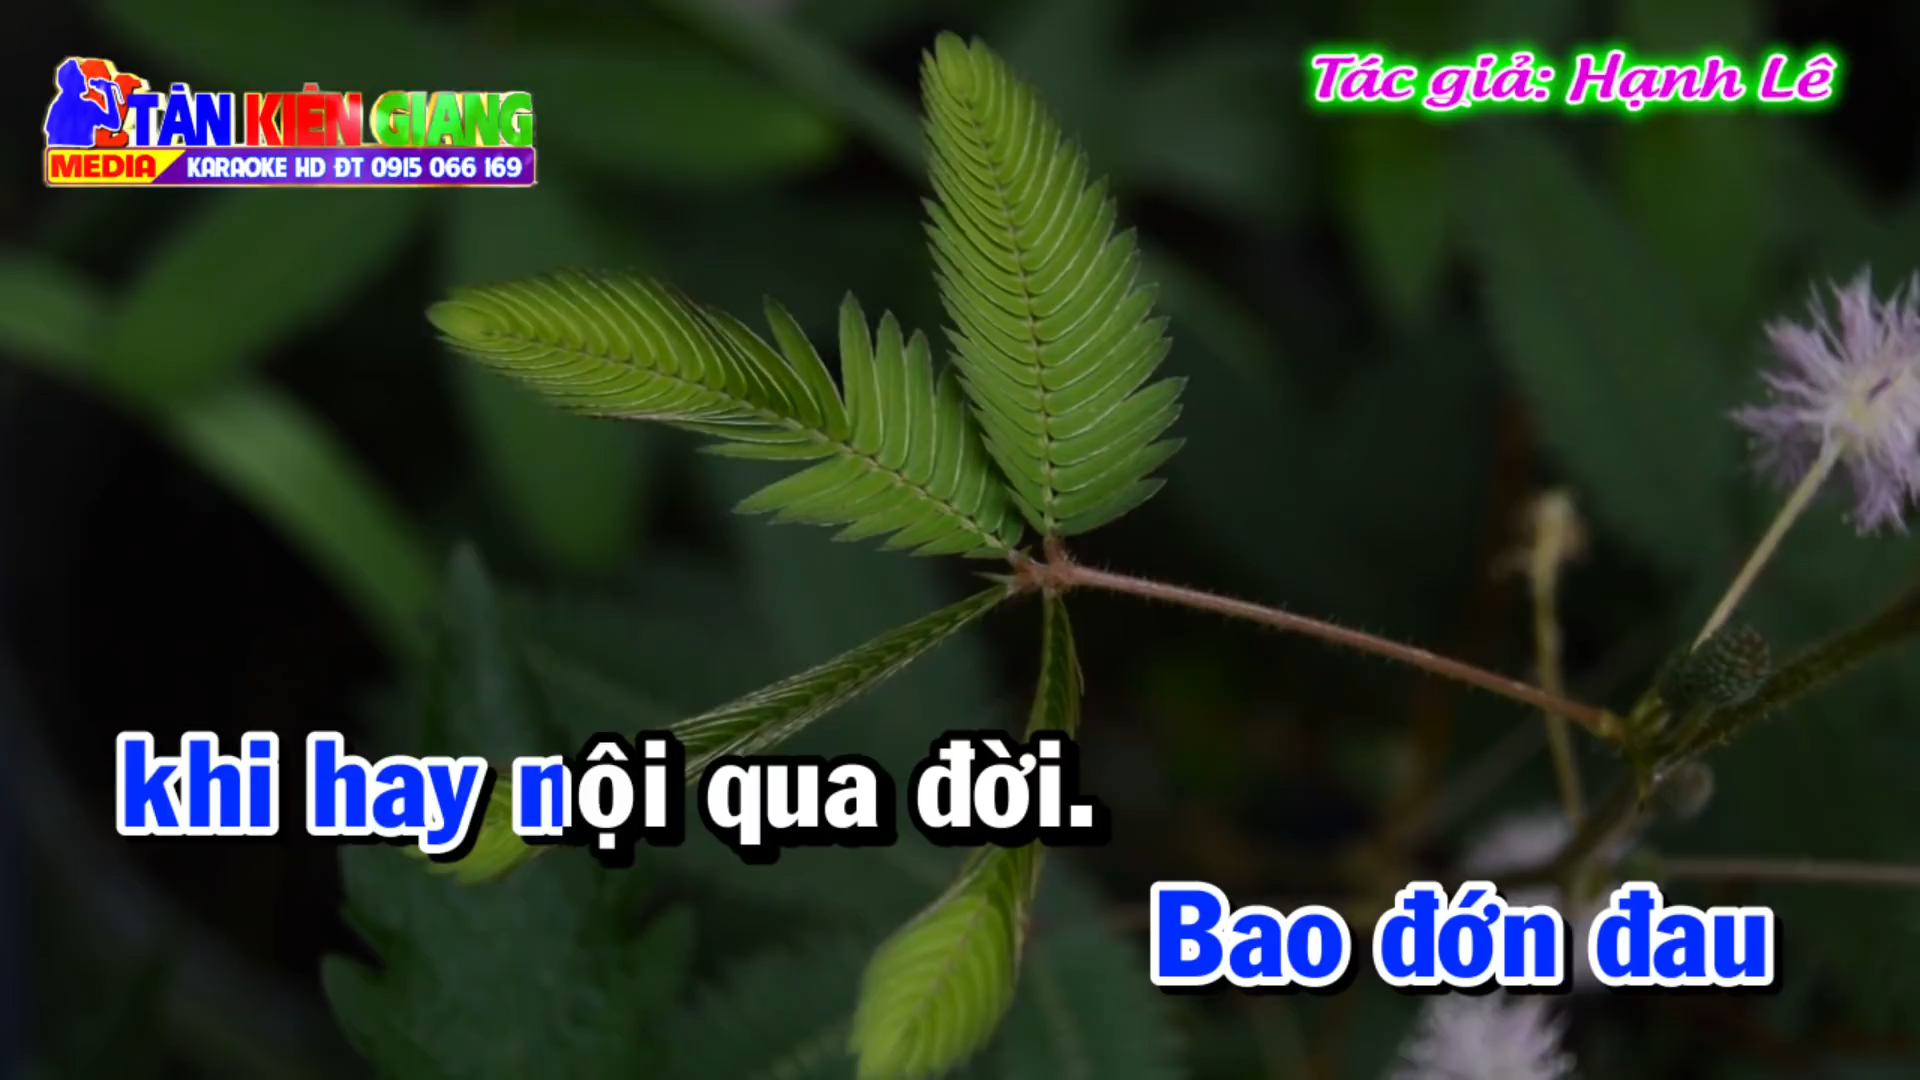 TÂN KIÊN GIANG
MEDIA KARAOKE HD ĐT 0915 066 169
Tác giả: Hạnh Lê
khi hay nội qua đời.
Bao đớn đau